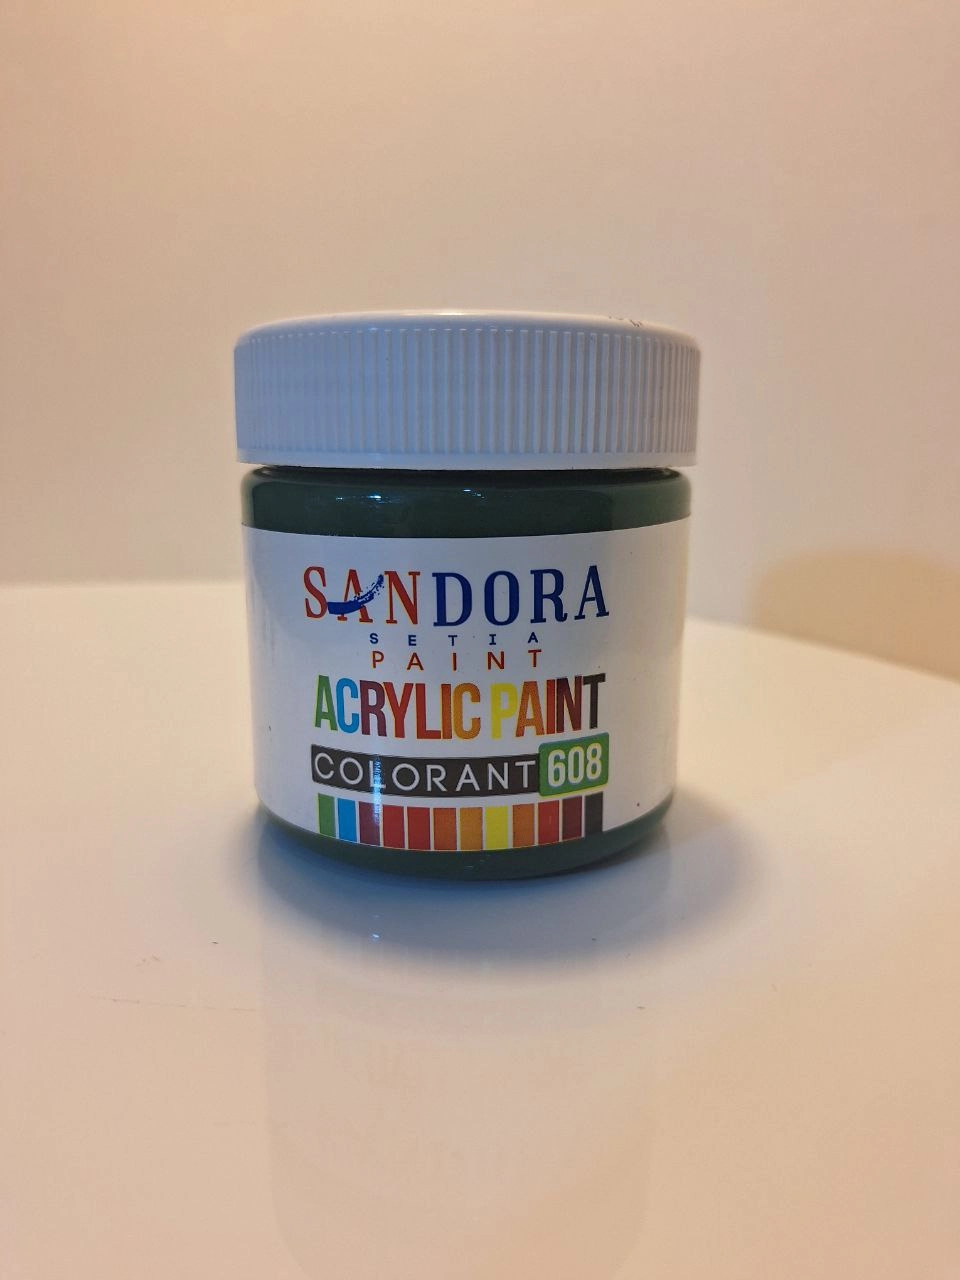 SANDORA
SETIA
PAINT
ACRYLIC PAINT
COLORANT 608